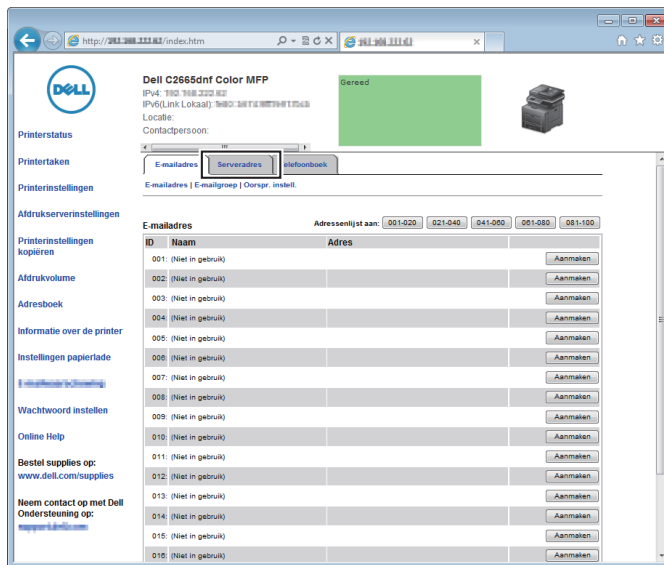 http:// /index.htm
DELL
Dell C2665dnf Color MFP
IPv4:
IPv6(Link Lokaal):
Locatie:
Contactpersoon:
Gereed
Printerstatus
Printertaken
Printerinstellingen
Afdrukserverinstellingen
Printerinstellingen
kopiëren
Afdrukvolume
Adresboek
Informatie over de printer
Instellingen papierlade
Wachtwoord instellen
Online Help
Bestel supplies op:
www.dell.com/supplies
Neem contact op met Dell
Ondersteuning op:
E-mailadres Serveradres elefoonboek
E-mailadres | E-mailgroep | Oorspr. instell.
E-mailadres Adressenlijst aan: 001-020 021-040 041-060 061-080 081-100
ID Naam Adres
001: (Niet in gebruik) Aanmaken
002: (Niet in gebruik) Aanmaken
003: (Niet in gebruik) Aanmaken
004: (Niet in gebruik) Aanmaken
005: (Niet in gebruik) Aanmaken
006: (Niet in gebruik) Aanmaken
007: (Niet in gebruik) Aanmaken
008: (Niet in gebruik) Aanmaken
009: (Niet in gebruik) Aanmaken
010: (Niet in gebruik) Aanmaken
011: (Niet in gebruik) Aanmaken
012: (Niet in gebruik) Aanmaken
013: (Niet in gebruik) Aanmaken
014: (Niet in gebruik) Aanmaken
015: (Niet in gebruik) Aanmaken
016: (Niet in gebruik) Aanmaken